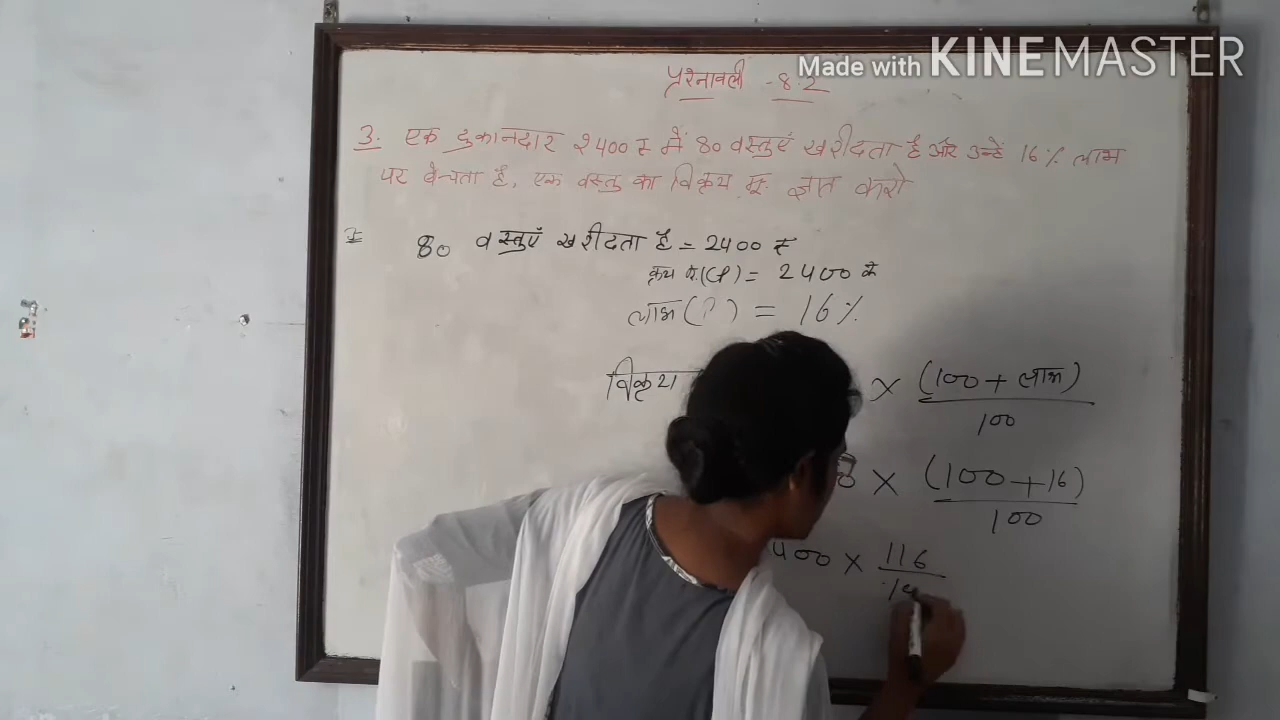 Made with KINEMASTER
प्रश्नावली - 8.2
3. एक दुकानदार 2400 रु में 80 वस्तुएं खरीदता है और उन्हें 16% लाभ
पर बेचता है, एक वस्तु का विक्रय मू. ज्ञात करो
80 वस्तुएं खरीदता है = 2400 रु
क्रय मू.(CP) = 2400 रु
लाभ (P) = 16%
विक्रय × (100 + लाभ)
100
× (100 + 16)
100
400 × 116